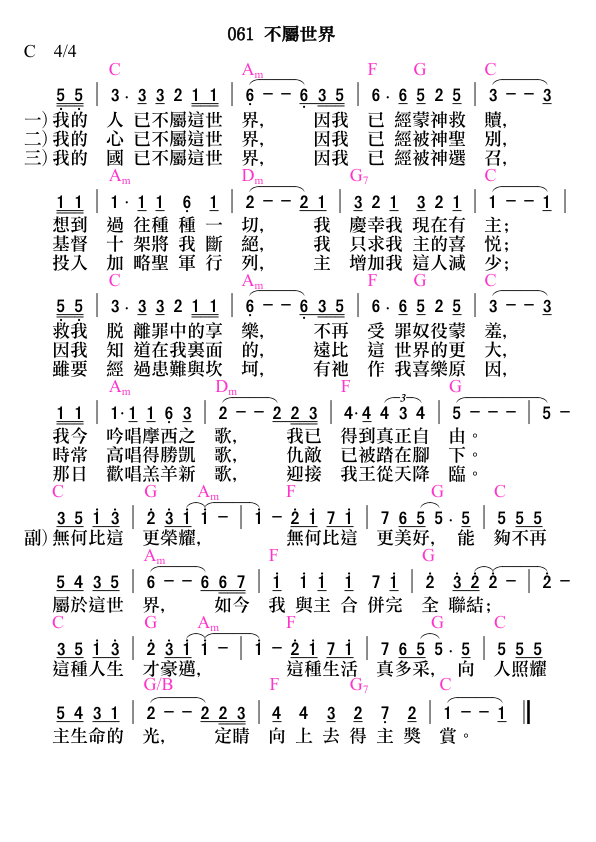 061 不屬世界
C 4/4
C Am F G C
5 5 | 3 · 3 3 2 1 1 | 6 – – 6 3 5 | 6 · 6 5 2 5 | 3 – – 3
一)我的 人 已不屬這世 界, 因我 已 經蒙神救 贖,
二)我的 心 已不屬這世 界, 因我 已 經被神聖 別,
三)我的 國 已不屬這世 界, 因我 已 經被神選 召,
Am Dm G7 C
1 1 | 1 · 1 1 6 1 | 2 – – 2 1 | 3 2 1 3 2 1 | 1 – – 1 |
想到 過 往種 種 一 切, 我 慶幸我 現在有 主;
基督 十 架將 我 斷 絕, 我 只求我 主的喜 悅;
投入 加 略聖 軍 行 列, 主 增加我 這人減 少;
C Am F G C
5 5 | 3 · 3 3 2 1 1 | 6 – – 6 3 5 | 6 · 6 5 2 5 | 3 – – 3
救我 脫 離罪中的享 樂, 不再 受 罪奴役蒙 羞,
因我 知 道在我裏面 的, 遠比 這 世界的更 大,
雖要 經 過患難與坎 坷, 有祂 作 我喜樂原 因,
Am Dm F G
1 1 | 1 · 1 1 6 3 | 2 – – 2 2 3 | 4 · 4 4 3 4 | 5 – – – | 5 –
3
我今 吟唱摩西之 歌, 我已 得到真正自 由。
時常 高唱得勝凱 歌, 仇敵 已被踏在腳 下。
那日 歡唱羔羊新 歌, 迎接 我王從天降 臨。
C G Am F G C
3 5 1 3 | 2 3 1 1 – | 1 – 2 1 7 1 | 7 6 5 5 · 5 | 5 5 5
副)無何比這 更榮耀, 無何比這 更美好, 能 夠不再
Am F G
5 4 3 5 | 6 – – 6 6 7 | 1 1 1 1 7 1 | 2 3 2 2 – | 2 –
屬於這世 界, 如今 我 與主 合 併完 全 聯結;
C G Am F G C
3 5 1 3 | 2 3 1 1 – | 1 – 2 1 7 1 | 7 6 5 5 · 5 | 5 5 5
這種人生 才豪邁, 這種生活 真多采, 向 人照耀
G/B F G7 C
5 4 3 1 | 2 – – 2 2 3 | 4 4 3 2 7 2 | 1 – – 1 ||
主生命的 光, 定睛 向 上 去 得 主 獎 賞。